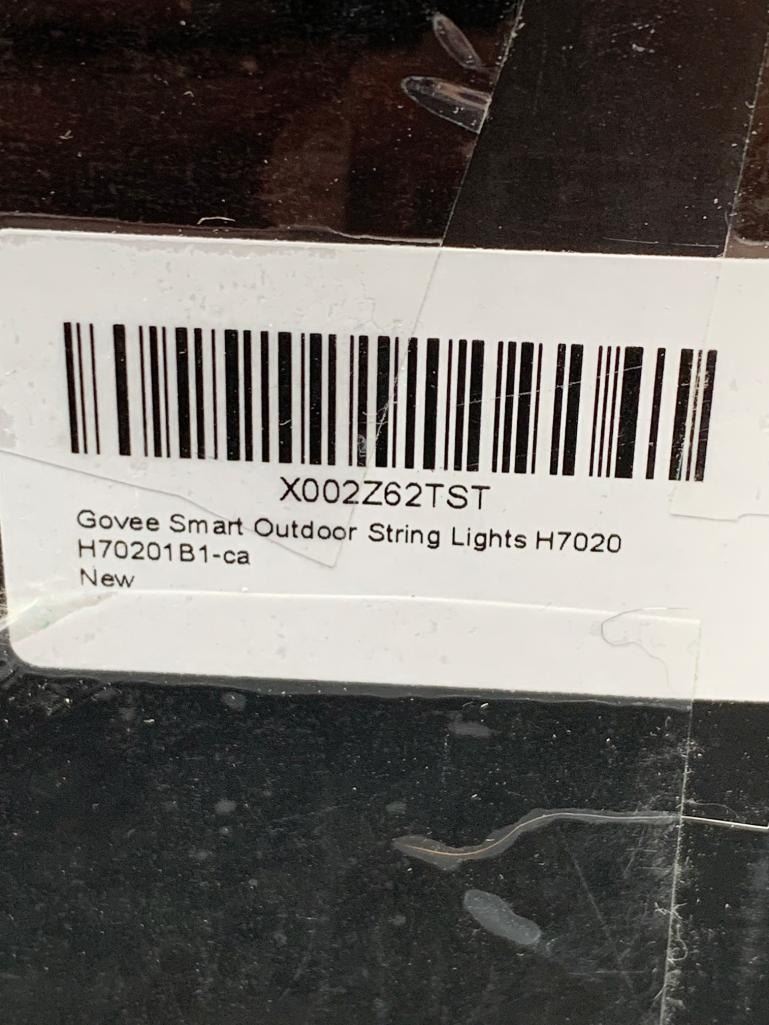 X002Z62TST
Govee Smart Outdoor String Lights H7020
H70201B1-ca
New